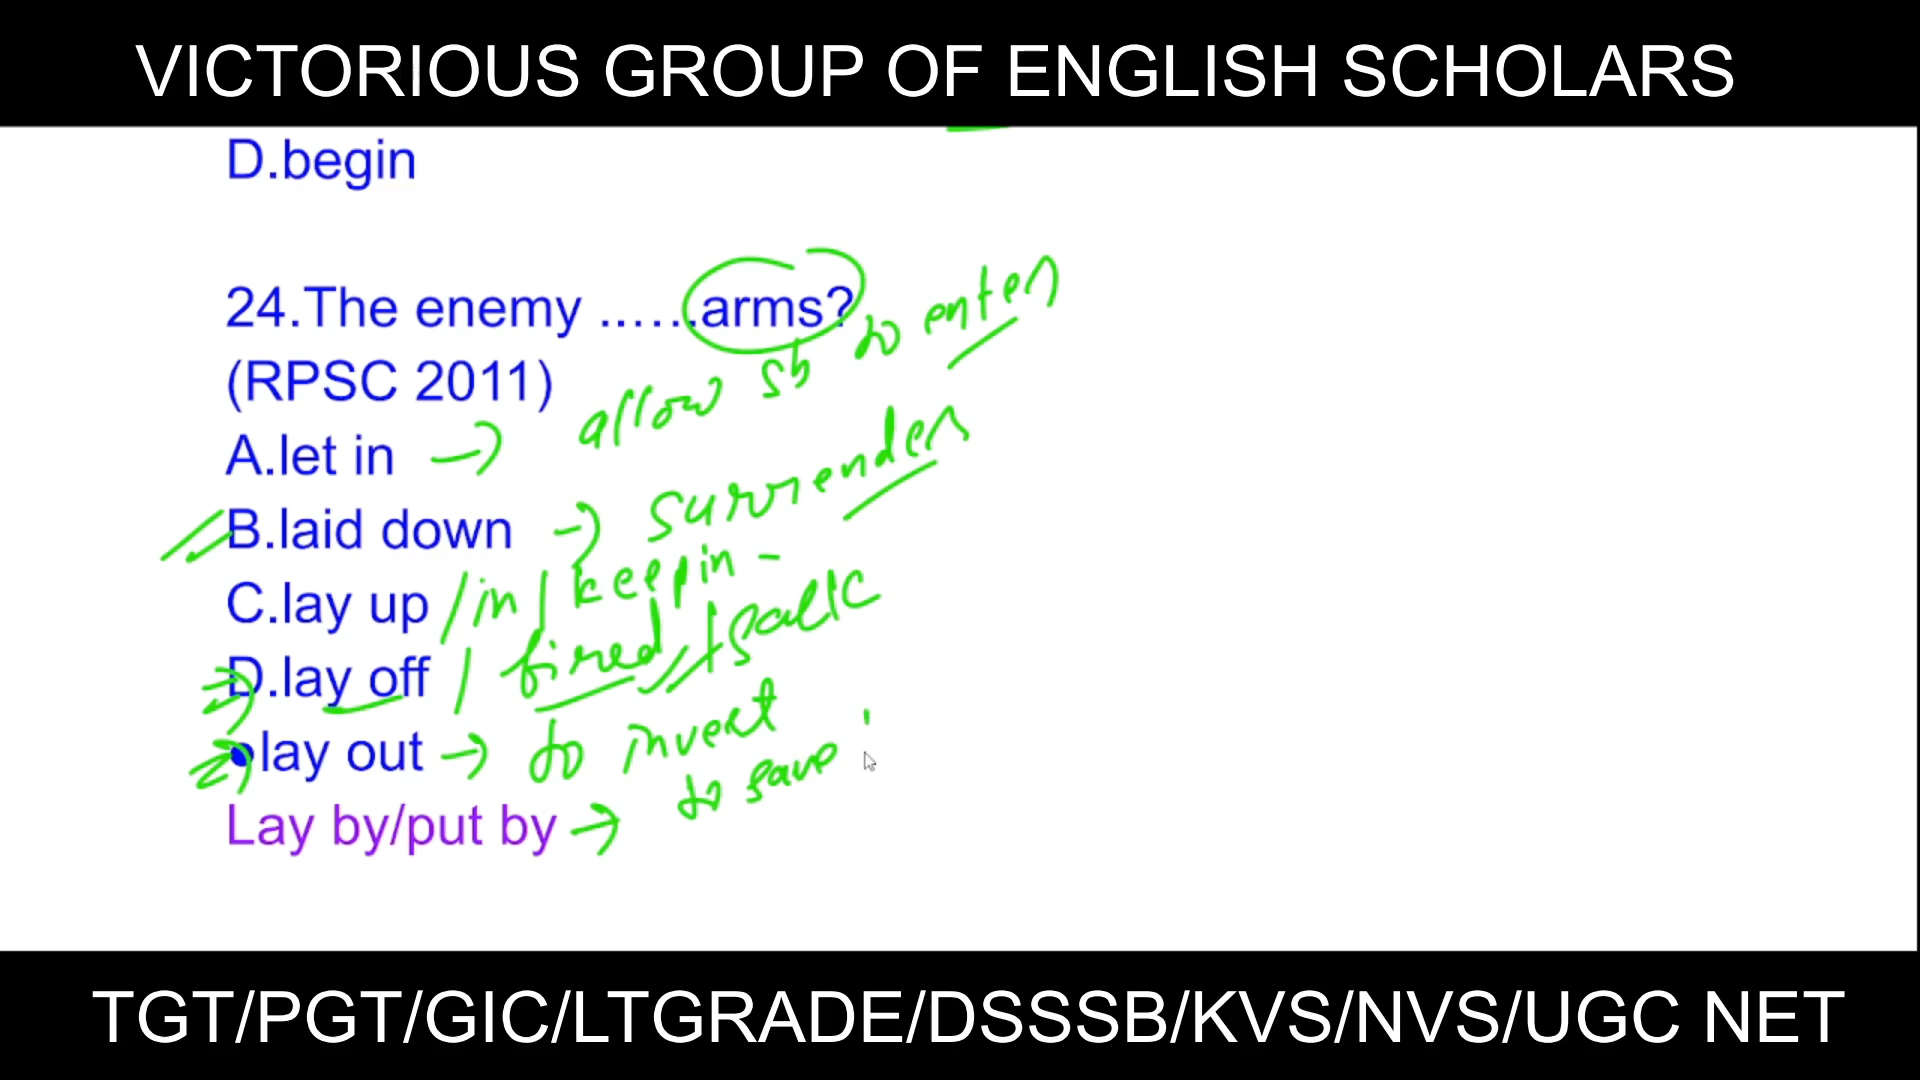 VICTORIOUS GROUP OF ENGLISH SCHOLARS
D.begin
24.The enemy ......arms?
(RPSC 2011)
allow sb to enter
A.let in →
B.laid down → surrender
C.lay up / in / keep in -
D.lay off / fired
lay out → to invest
Lay by/put by → to save
TGT/PGT/GIC/LTGRADE/DSSSB/KVS/NVS/UGC NET